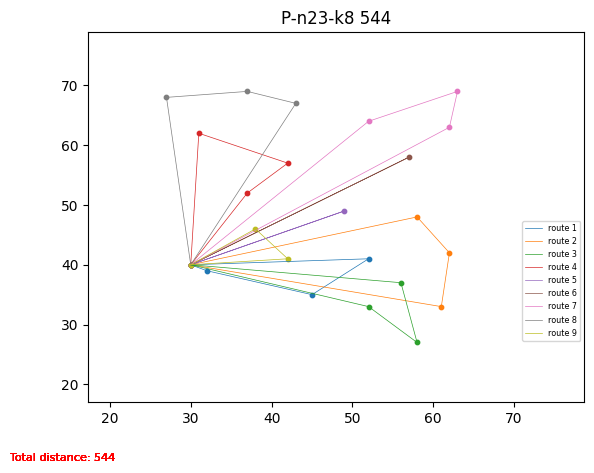 P-n23-k8 544
70
60
50
40
30
20
20 30 40 50 60 70
route 1
route 2
route 3
route 4
route 5
route 6
route 7
route 8
route 9
Total distance: 544